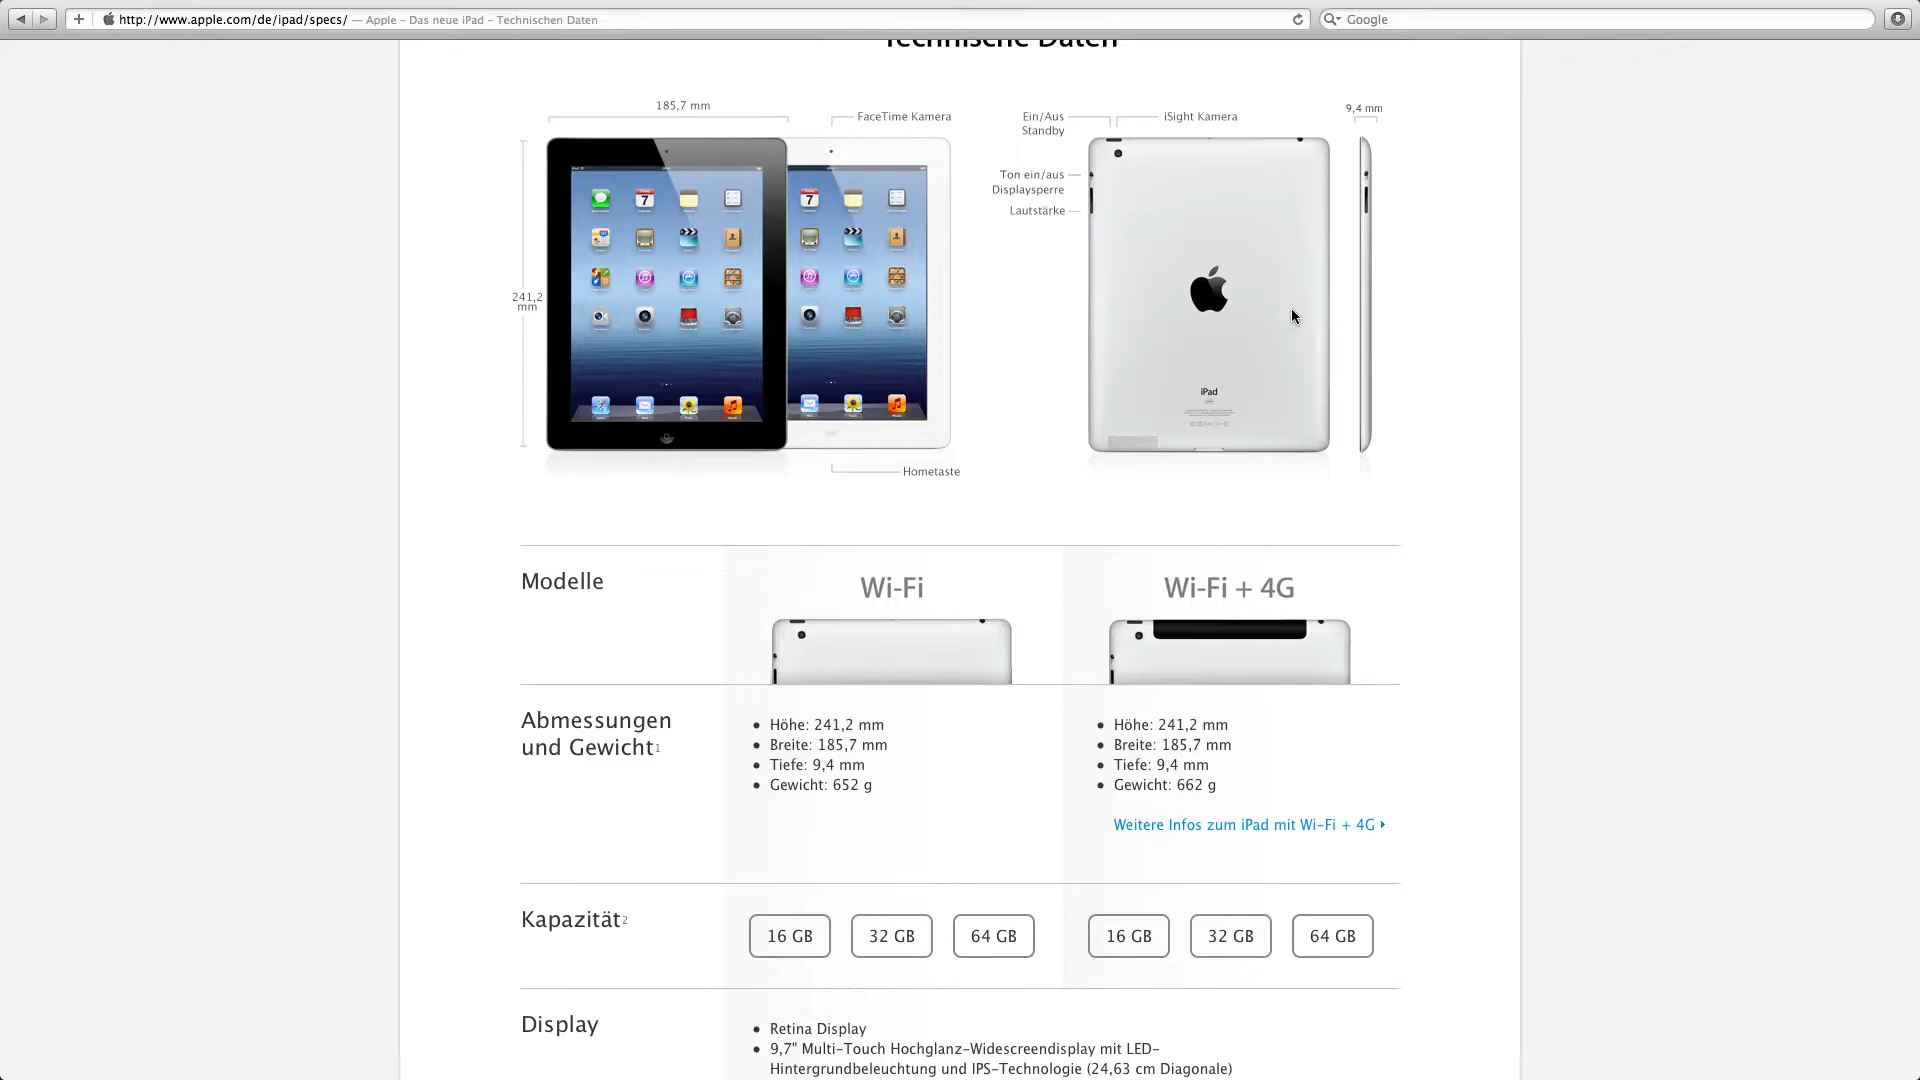 http://www.apple.com/de/ipad/specs/ — Apple – Das neue iPad – Technischen Daten
Google
Technische Daten
185,7 mm
FaceTime Kamera
Ein/Aus
Standby
iSight Kamera
9,4 mm
Ton ein/aus
Displaysperre
Lautstärke
241,2
mm
7
7
iPad
Hometaste
Modelle
Wi-Fi
Wi-Fi + 4G
Abmessungen
und Gewicht1
• Höhe: 241,2 mm
• Breite: 185,7 mm
• Tiefe: 9,4 mm
• Gewicht: 652 g
• Höhe: 241,2 mm
• Breite: 185,7 mm
• Tiefe: 9,4 mm
• Gewicht: 662 g
Weitere Infos zum iPad mit Wi-Fi + 4G
Kapazität2
16 GB
32 GB
64 GB
16 GB
32 GB
64 GB
Display
• Retina Display
• 9,7" Multi-Touch Hochglanz-Widescreendisplay mit LED-
Hintergrundbeleuchtung und IPS-Technologie (24,63 cm Diagonale)